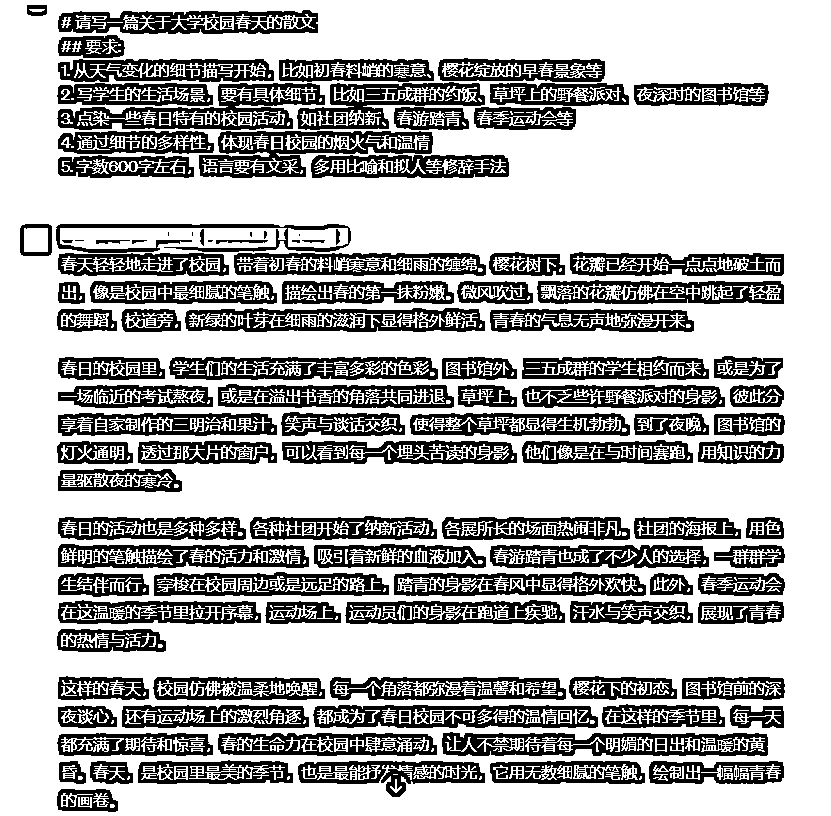 # 请写一篇关于大学校园春天的散文
## 要求:
1. 从天气变化的细节描写开始，比如初春料峭的寒意、樱花绽放的早春景象等
2. 写学生的生活场景，要有具体细节，比如三五成群的约饭、草坪上的野餐派对、夜深时的图书馆等
3. 点染一些春日特有的校园活动，如社团纳新、春游踏青、春季运动会等
4. 通过细节的多样性，体现春日校园的烟火气和温情
5. 字数600字左右，语言要有文采，多用比喻和拟人等修辞手法
春天轻轻地走进了校园，带着初春的料峭寒意和细雨的缠绵。樱花树下，花瓣已经开始一点点地破土而
出，像是校园中最细腻的笔触，描绘出春的第一抹粉嫩。微风吹过，飘落的花瓣仿佛在空中跳起了轻盈
的舞蹈，校道旁，新绿的叶芽在细雨的滋润下显得格外鲜活，青春的气息无声地弥漫开来。
春日的校园里，学生们的生活充满了丰富多彩的色彩。图书馆外，三五成群的学生相约而来，或是为了
一场临近的考试熬夜，或是在溢出书香的角落共同进退。草坪上，也不乏些许野餐派对的身影，彼此分
享着自家制作的三明治和果汁，笑声与谈话交织，使得整个草坪都显得生机勃勃。到了夜晚，图书馆的
灯火通明，透过那大片的窗户，可以看到每一个埋头苦读的身影，他们像是在与时间赛跑，用知识的力
量驱散夜的寒冷。
春日的活动也是多种多样。各种社团开始了纳新活动，各展所长的场面热闹非凡。社团的海报上，用色
鲜明的笔触描绘了春的活力和激情，吸引着新鲜的血液加入。春游踏青也成了不少人的选择，一群群学
生结伴而行，穿梭在校园周边或是远足的路上，踏青的身影在春风中显得格外欢快。此外，春季运动会
在这温暖的季节里拉开序幕，运动场上，运动员们的身影在跑道上疾驰，汗水与笑声交织，展现了青春
的热情与活力。
这样的春天，校园仿佛被温柔地唤醒，每一个角落都弥漫着温馨和希望。樱花下的初恋，图书馆前的深
夜谈心，还有运动场上的激烈角逐，都成为了春日校园不可多得的温情回忆。在这样的季节里，每一天
都充满了期待和惊喜，春的生命力在校园中肆意涌动，让人不禁期待着每一个明媚的日出和温暖的黄
昏。春天，是校园里最美的季节，也是最能抒发情感的时光，它用无数细腻的笔触，绘制出一幅幅青春
的画卷。